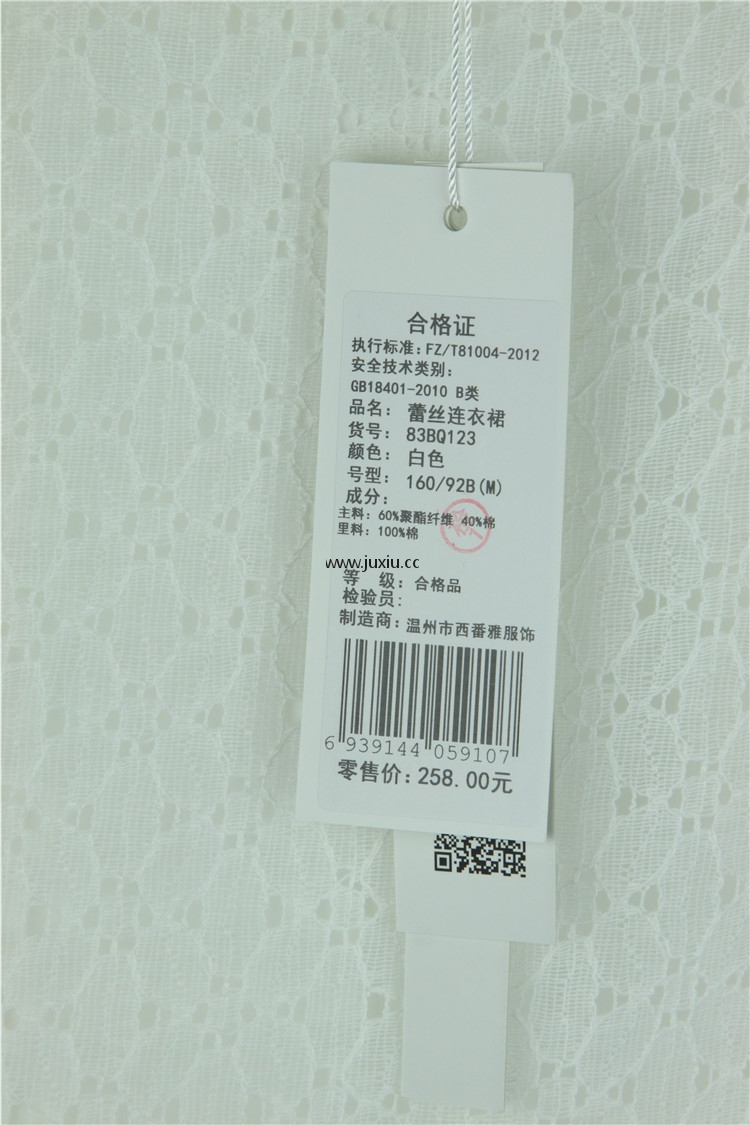 合格证
执行标准：FZ/T81004-2012
安全技术类别：
GB18401-2010 B类
品名： 蕾丝连衣裙
货号： 83BQ123
颜色： 白色
号型： 160/92B(M)
成分：
主料：60%聚酯纤维 40%棉
里料：100%棉
www.juxiu.cc
等 级：合格品
检验员:
制造商：温州市西番雅服饰
6 939144 059107
零售价：258.00元